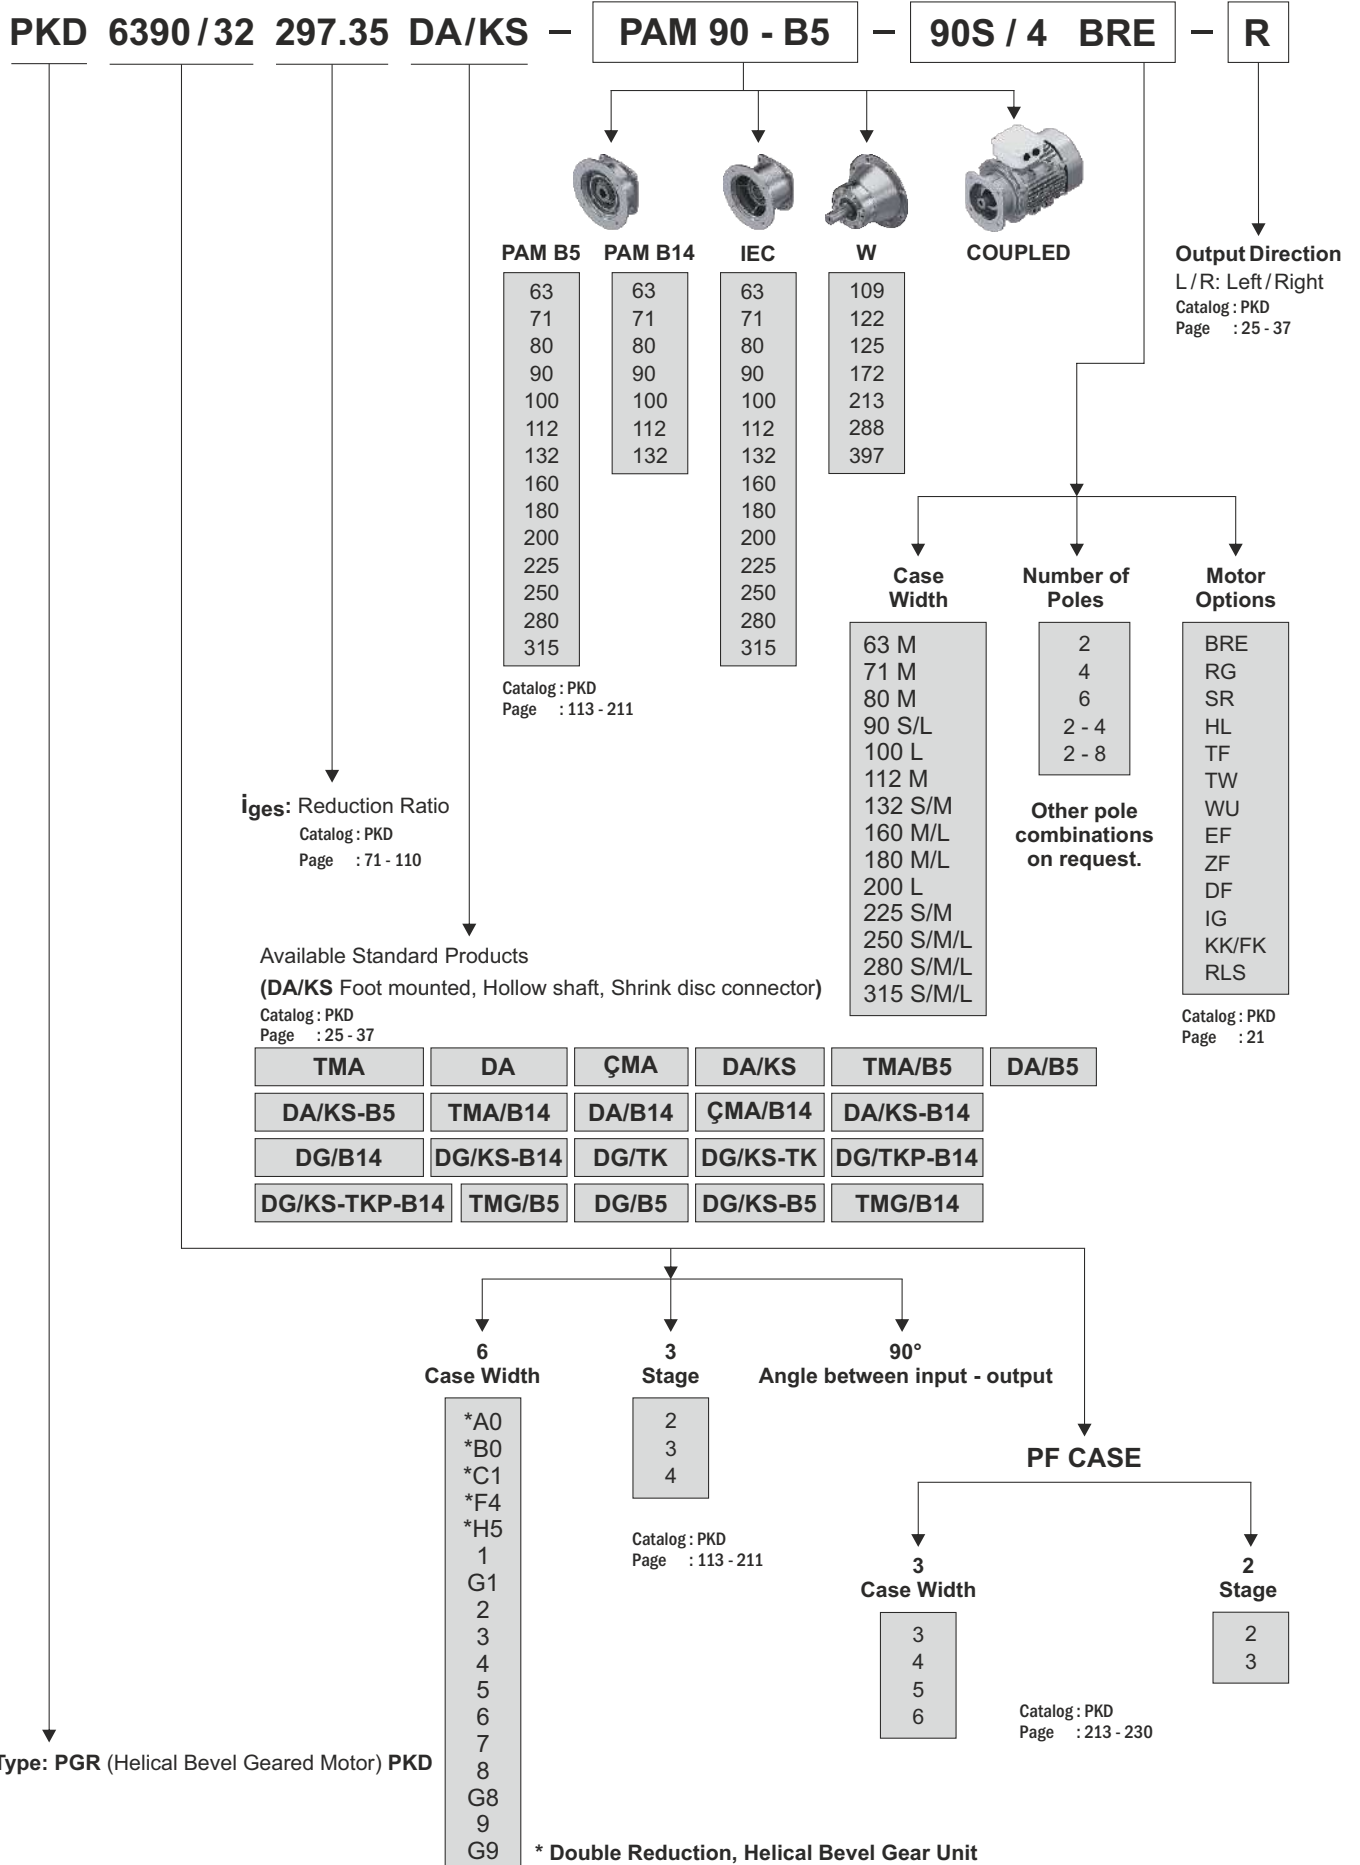 PKD 6390/32 297.35 DA/KS – PAM 90 - B5 – 90S / 4 BRE – R
PAM B5
63
71
80
90
100
112
132
160
180
200
225
250
280
315
Catalog : PKD
Page : 113 - 211
PAM B14
63
71
80
90
100
112
132
IEC
63
71
80
90
100
112
132
160
180
200
225
250
280
315
W
109
122
125
172
213
288
397
COUPLED
Output Direction
L/R: Left/Right
Catalog : PKD
Page : 25 - 37
Case
Width
63 M
71 M
80 M
90 S/L
100 L
112 M
132 S/M
160 M/L
180 M/L
200 L
225 S/M
250 S/M/L
280 S/M/L
315 S/M/L
Number of
Poles
2
4
6
2 - 4
2 - 8
Other pole
combinations
on request.
Motor
Options
BRE
RG
SR
HL
TF
TW
WU
EF
ZF
DF
IG
KK/FK
RLS
Catalog : PKD
Page : 21
iges: Reduction Ratio
Catalog : PKD
Page : 71 - 110
Available Standard Products
(DA/KS Foot mounted, Hollow shaft, Shrink disc connector)
Catalog : PKD
Page : 25 - 37
TMA DA ÇMA DA/KS TMA/B5 DA/B5
DA/KS-B5 TMA/B14 DA/B14 ÇMA/B14 DA/KS-B14
DG/B14 DG/KS-B14 DG/TK DG/KS-TK DG/TKP-B14
DG/KS-TKP-B14 TMG/B5 DG/B5 DG/KS-B5 TMG/B14
6
Case Width
*A0
*B0
*C1
*F4
*H5
1
G1
2
3
4
5
6
7
8
G8
9
G9
3
Stage
2
3
4
Catalog : PKD
Page : 113 - 211
90°
Angle between input - output
PF CASE
3
Case Width
3
4
5
6
2
Stage
2
3
Catalog : PKD
Page : 213 - 230
Type: PGR (Helical Bevel Geared Motor) PKD
* Double Reduction, Helical Bevel Gear Unit